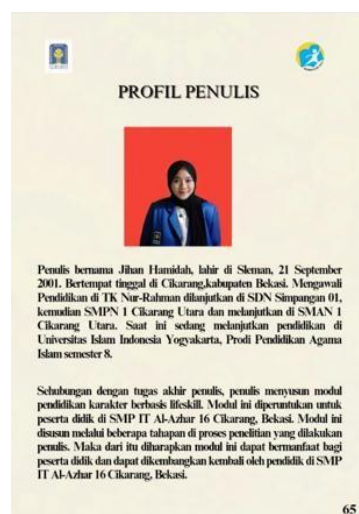 PROFIL PENULIS
Penulis bernama Jihan Hamidah, lahir di Sleman, 21 September
2001. Bertempat tinggal di Cikarang,kabupaten Bekasi. Mengawali
Pendidikan di TK Nur-Rahman dilanjutkan di SDN Simpangan 01,
kemudian SMPN 1 Cikarang Utara dan melanjutkan di SMAN 1
Cikarang Utara. Saat ini sedang melanjutkan pendidikan di
Universitas Islam Indonesia Yogyakarta, Prodi Pendidikan Agama
Islam semester 8.
Sehubungan dengan tugas akhir penulis, penulis menyusun modul
pendidikan karakter berbasis lifeskill. Modul ini diperuntukan untuk
peserta didik di SMP IT Al-Azhar 16 Cikarang, Bekasi. Modul ini
disusun melalui beberapa tahapan di proses penelitian yang dilakukan
penulis. Maka dari itu diharapkan modul ini dapat bermanfaat bagi
peserta didik dan dapat dikembangkan kembali oleh pendidik di SMP
IT Al-Azhar 16 Cikarang, Bekasi.
65